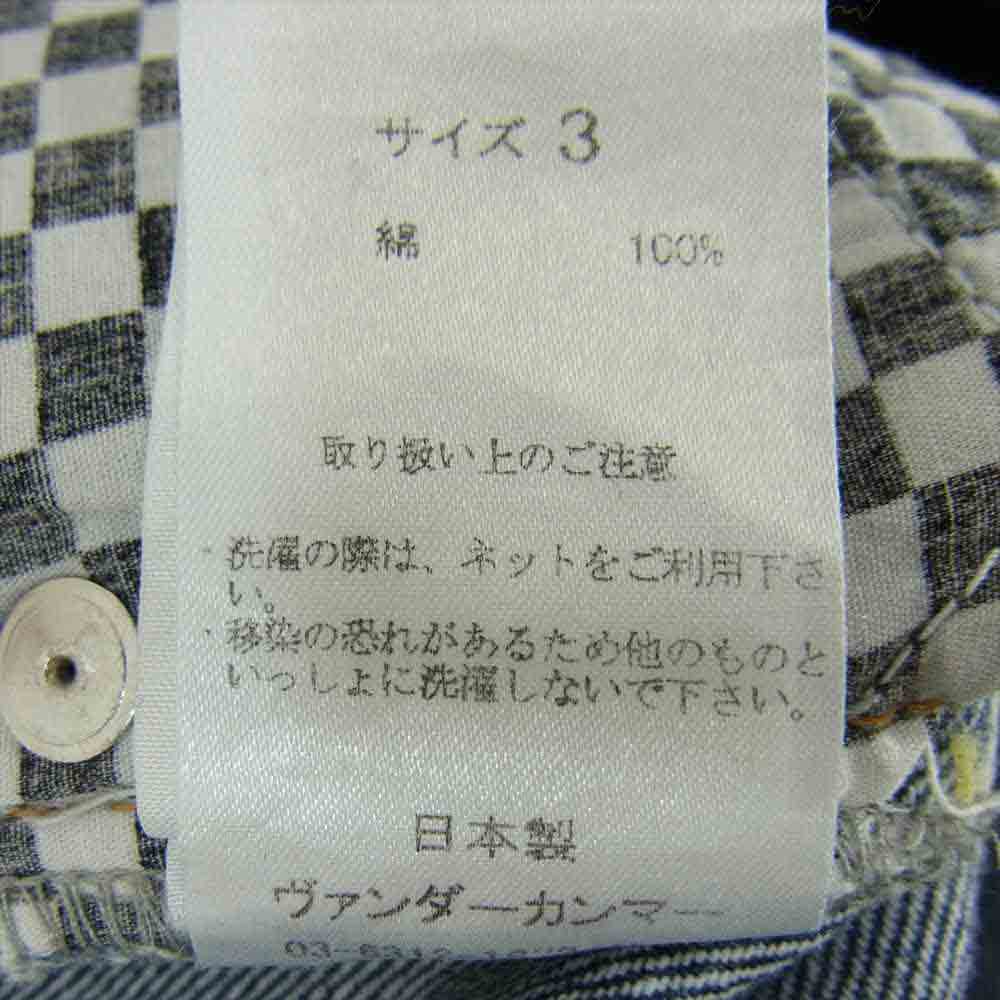 サイズ 3
綿 100%
取り扱い上のご注意
・洗濯の際は、ネットをご利用下さ
い。
・移染の恐れがあるため他のものと
いっしょに洗濯しないで下さい。
日本製
ヴァンダーカンマー